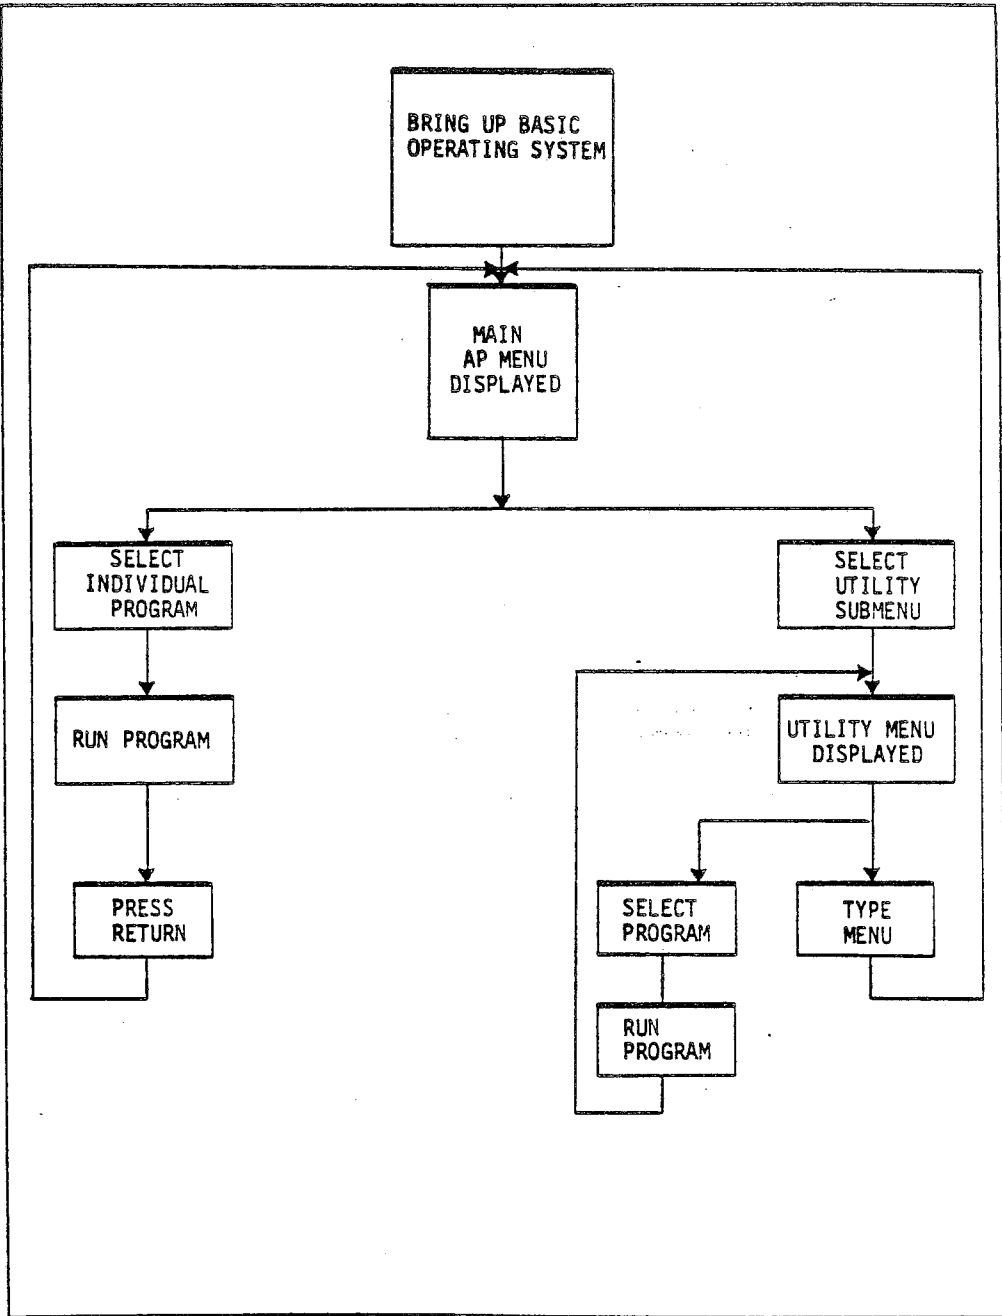 BRING UP BASIC
OPERATING SYSTEM
MAIN
AP MENU
DISPLAYED
SELECT
INDIVIDUAL
PROGRAM
SELECT
UTILITY
SUBMENU
RUN PROGRAM
UTILITY MENU
DISPLAYED
PRESS
RETURN
SELECT
PROGRAM
TYPE
MENU
RUN
PROGRAM